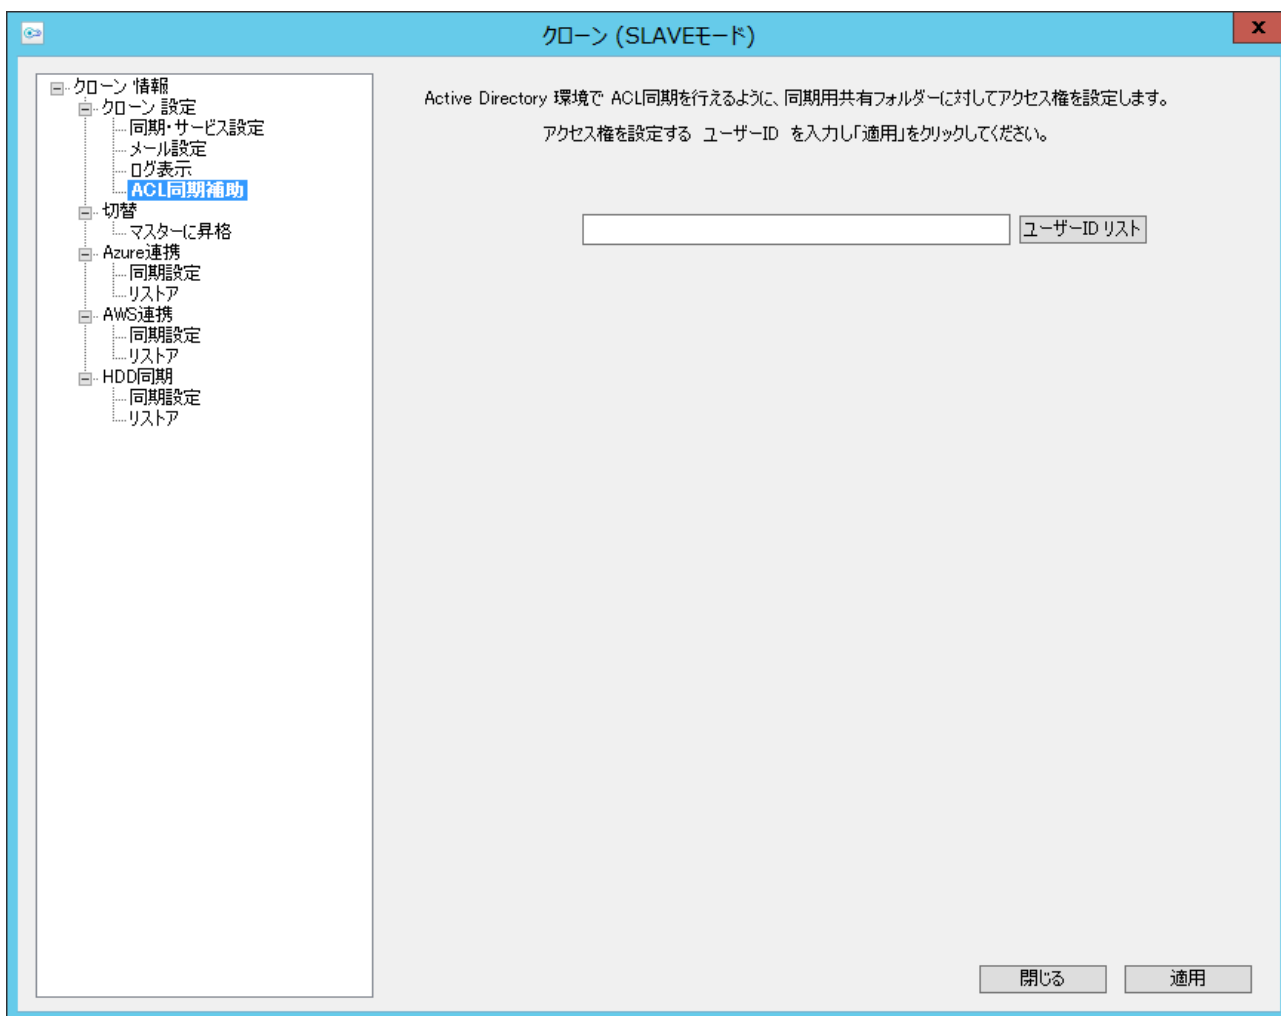 クローン (SLAVEモード)
x
クローン 情報
クローン 設定
同期・サービス設定
メール設定
ログ表示
ACL同期補助
切替
マスターに昇格
Azure連携
同期設定
リストア
AWS連携
同期設定
リストア
HDD同期
同期設定
リストア
Active Directory 環境で ACL同期を行えるように、同期用共有フォルダーに対してアクセス権を設定します。
アクセス権を設定する ユーザーID を入力し「適用」をクリックしてください。
ユーザーID リスト
閉じる
適用